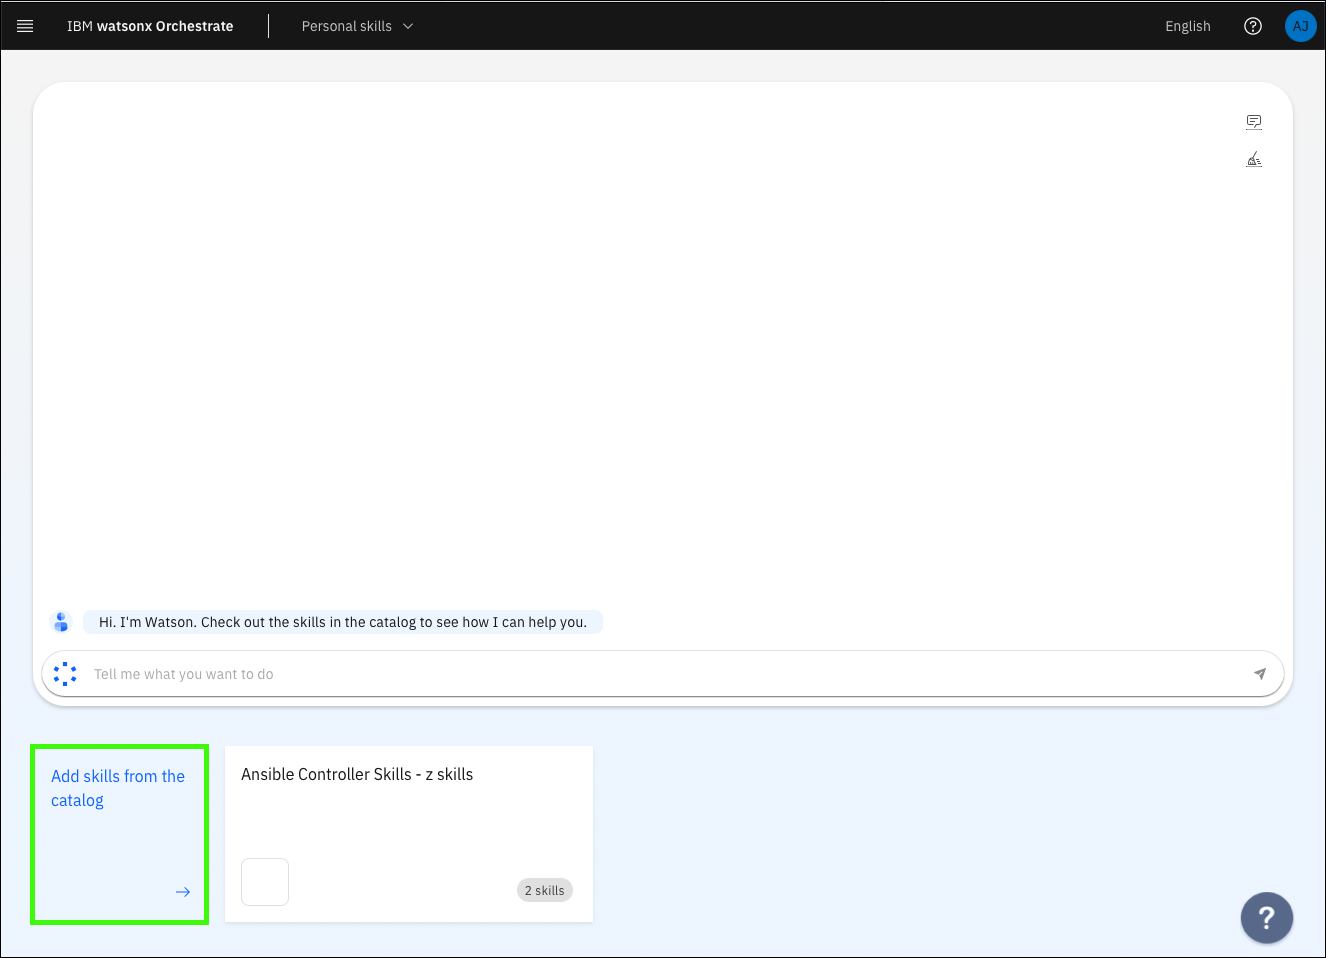 IBM watsonx Orchestrate
Personal skills
English
AJ
Hi. I'm Watson. Check out the skills in the catalog to see how I can help you.
Tell me what you want to do
Add skills from the
catalog
Ansible Controller Skills - z skills
2 skills
?